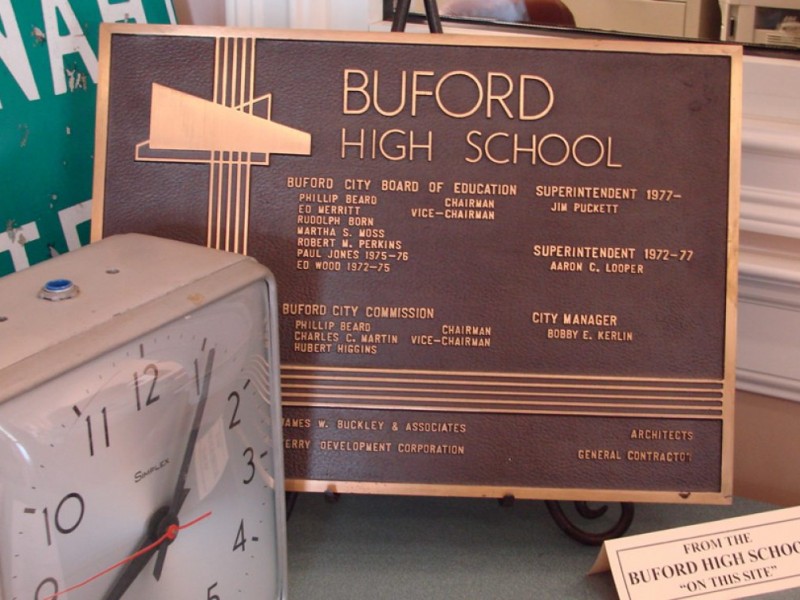 BUFORD
HIGH SCHOOL
BUFORD CITY BOARD OF EDUCATION
PHILLIP BEARD CHAIRMAN
ED MERRITT VICE-CHAIRMAN
RUDOLPH BORN
MARTHA S. MOSS
ROBERT M. PERKINS
PAUL JONES 1975-76
ED WOOD 1972-75
SUPERINTENDENT 1977-
JIM PUCKETT
SUPERINTENDENT 1972-77
AARON C. LOOPER
BUFORD CITY COMMISSION
PHILLIP BEARD CHAIRMAN
CHARLES C. MARTIN VICE-CHAIRMAN
HUBERT HIGGINS
CITY MANAGER
BOBBY E. KERLIN
JAMES W. BUCKLEY & ASSOCIATES ARCHITECTS
DEVELOPMENT CORPORATION GENERAL CONTRACTOR
11 12 1 2 3 4 5 9 10
SIMPLEX
FROM THE
BUFORD HIGH SCHOO
"ON THIS SITE"